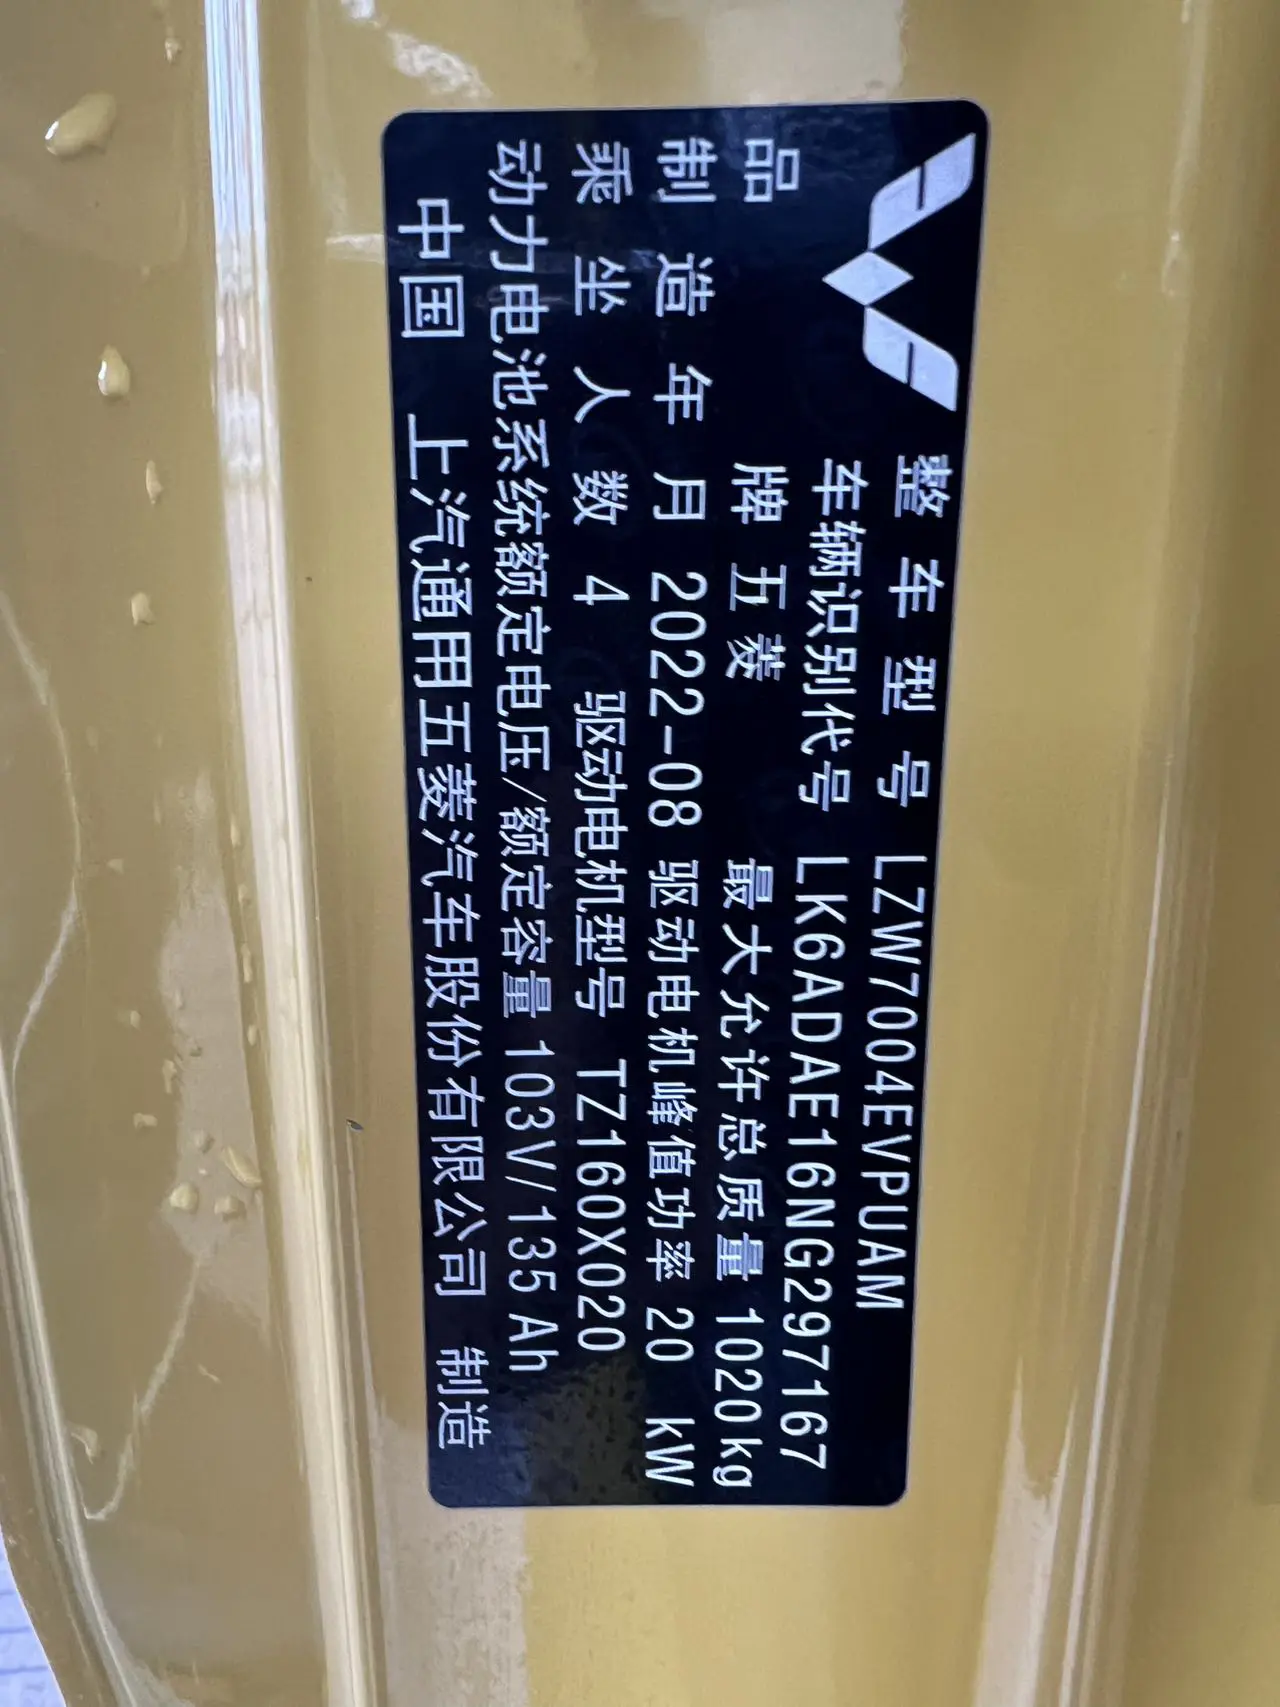 整车型号 LZW7004EVPUAM
车辆识别代号 LK6ADAE16NG297167
品牌 五菱 最大允许总质量 1020kg
制造年月 2022-08 驱动电机峰值功率 20 kW
乘坐人数 4 驱动电机型号 TZ160X020
动力电池系统额定电压/额定容量 103V/135Ah
中国 上汽通用五菱汽车股份有限公司 制造